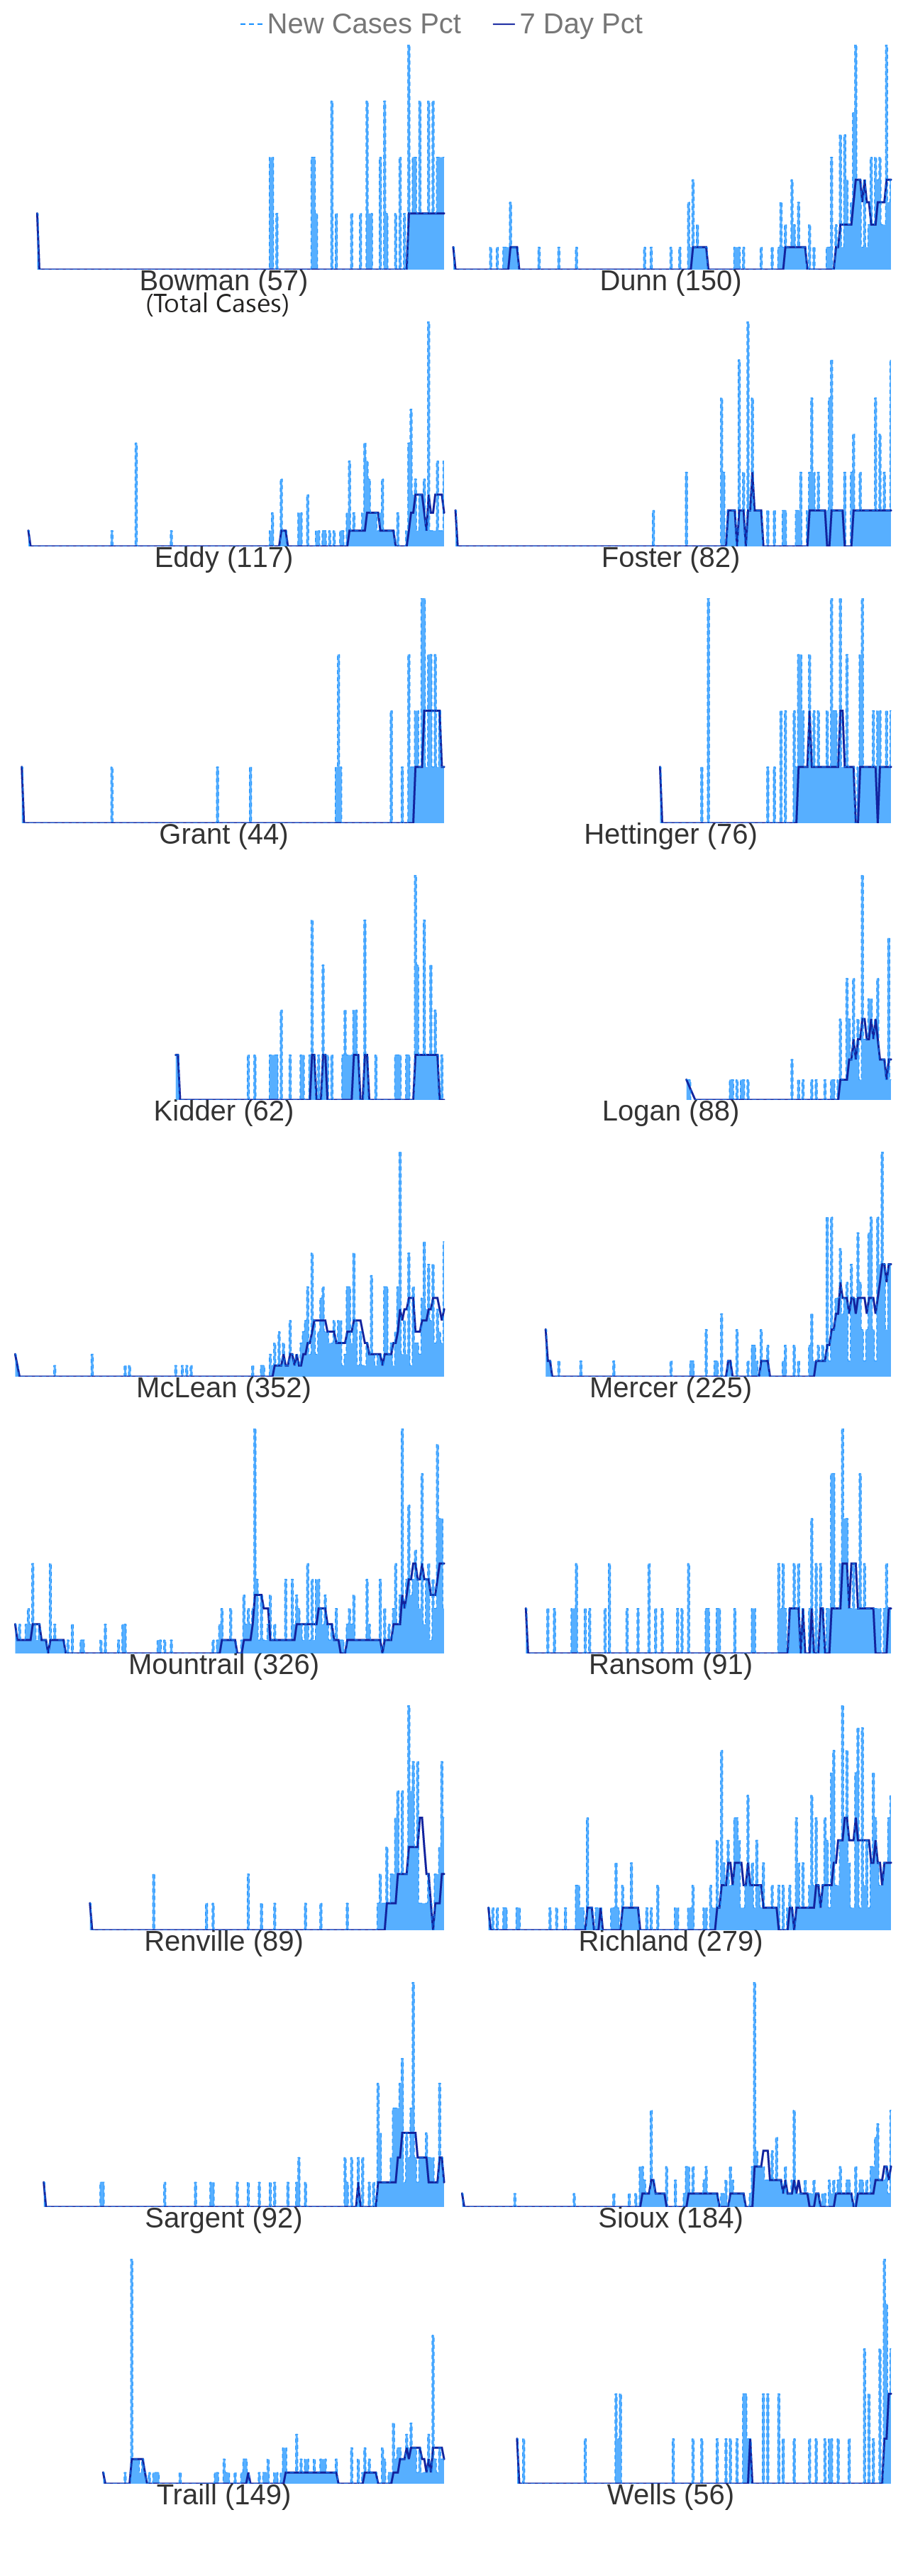 New Cases Pct 7 Day Pct
Bowman (57) Dunn (150)
(Total Cases)
Eddy (117) Foster (82)
Grant (44) Hettinger (76)
Kidder (62) Logan (88)
McLean (352) Mercer (225)
Mountrail (326) Ransom (91)
Renville (89) Richland (279)
Sargent (92) Sioux (184)
Traill (149) Wells (56)